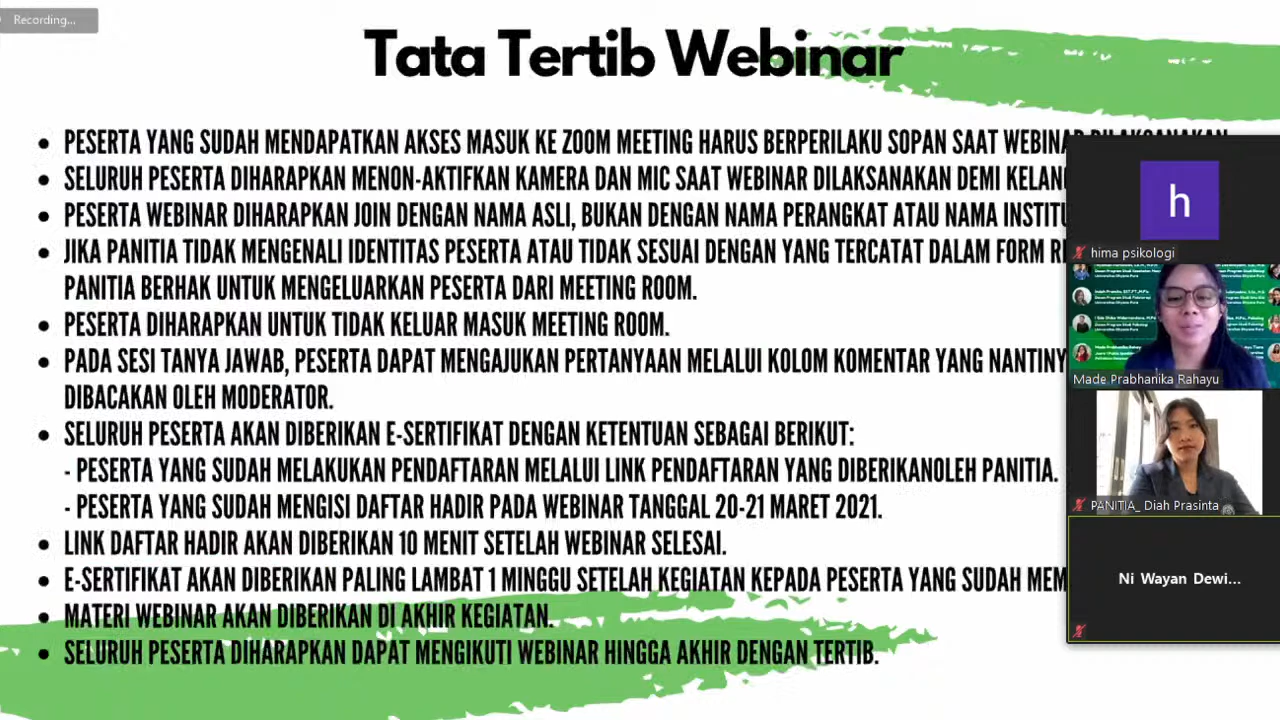 Recording...
Tata Tertib Webinar
• PESERTA YANG SUDAH MENDAPATKAN AKSES MASUK KE ZOOM MEETING HARUS BERPERILAKU SOPAN SAAT WEBINAR DILAKSANAKAN
• SELURUH PESERTA DIHARAPKAN MENON-AKTIFKAN KAMERA DAN MIC SAAT WEBINAR DILAKSANAKAN DEMI
• PESERTA WEBINAR DIHARAPKAN JOIN DENGAN NAMA ASLI, BUKAN DENGAN NAMA PERANGKAT ATAU NAMA
• JIKA PANITIA TIDAK MENGENALI IDENTITAS PESERTA ATAU TIDAK SESUAI DENGAN YANG TERCATAT DALAM FORM
PANITIA BERHAK UNTUK MENGELUARKAN PESERTA DARI MEETING ROOM.
• PESERTA DIHARAPKAN UNTUK TIDAK KELUAR MASUK MEETING ROOM.
• PADA SESI TANYA JAWAB, PESERTA DAPAT MENGAJUKAN PERTANYAAN MELALUI KOLOM KOMENTAR YANG
DIBACAKAN OLEH MODERATOR.
• SELURUH PESERTA AKAN DIBERIKAN E-SERTIFIKAT DENGAN KETENTUAN SEBAGAI BERIKUT:
- PESERTA YANG SUDAH MELAKUKAN PENDAFTARAN MELALUI LINK PENDAFTARAN YANG DIBERIKANOLEH PANITIA.
- PESERTA YANG SUDAH MENGISI DAFTAR HADIR PADA WEBINAR TANGGAL 20-21 MARET 2021.
• LINK DAFTAR HADIR AKAN DIBERIKAN 10 MENIT SETELAH WEBINAR SELESAI.
• E-SERTIFIKAT AKAN DIBERIKAN PALING LAMBAT 1 MINGGU SETELAH KEGIATAN KEPADA PESERTA YANG SUDAH
• MATERI WEBINAR AKAN DIBERIKAN DI AKHIR KEGIATAN.
• SELURUH PESERTA DIHARAPKAN DAPAT MENGIKUTI WEBINAR HINGGA AKHIR DENGAN TERTIB.
h
hima psikologi
Made Prabhanika Rahayu
PANITIA_ Diah Prasinta
Ni Wayan Dewi...